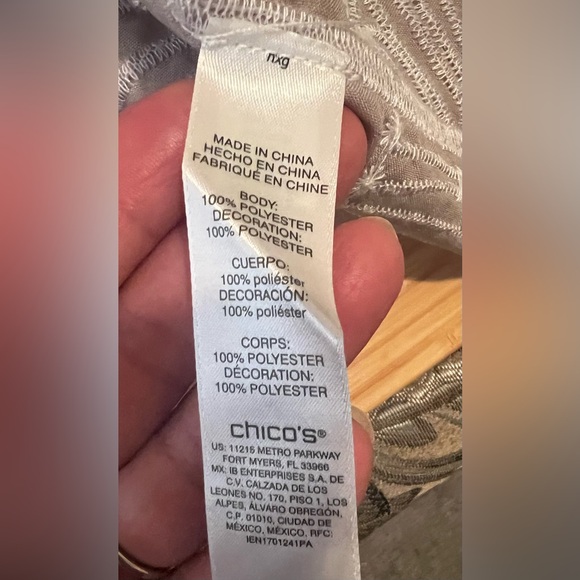 nxg
MADE IN CHINA
HECHO EN CHINA
FABRIQUÉ EN CHINE
BODY:
100% POLYESTER
DECORATION:
100% POLYESTER
CUERPO:
100% poliéster
DECORACIÓN:
100% poliéster
CORPS:
100% POLYESTER
DÉCORATION:
100% POLYESTER
chico's®
US: 11215 METRO PARKWAY
FORT MYERS, FL 33966
MX: IB ENTERPRISES S.A. DE
C.V. CALZADA DE LOS
LEONES NO. 170, PISO 1, LOS
ALPES, ÁLVARO OBREGÓN,
C.P. 01010, CIUDAD DE
MÉXICO, MÉXICO, RFC:
IEN1701241PA